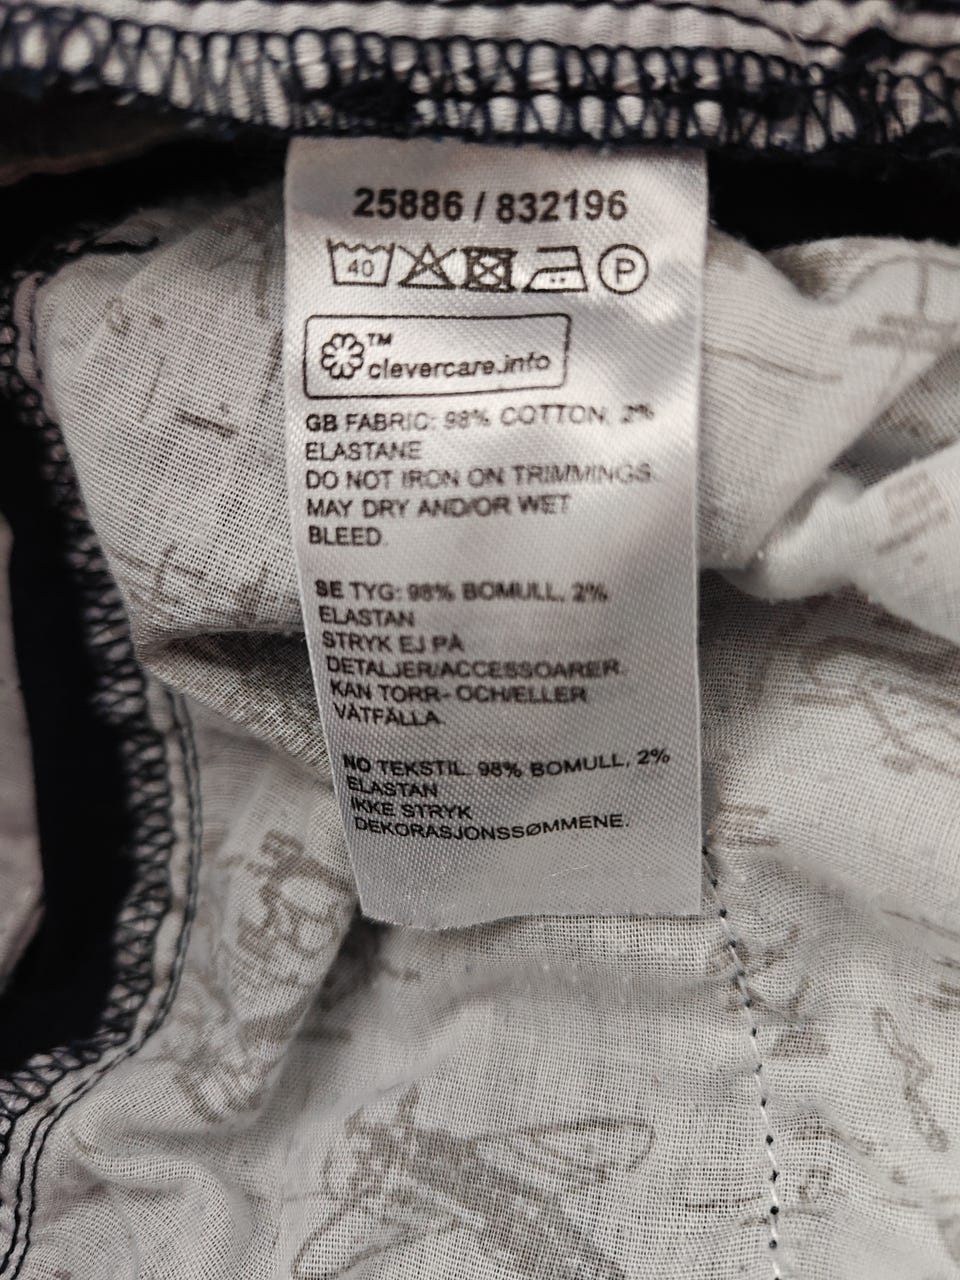 25886 / 832196
40 P
TM
clevercare.info
GB FABRIC: 98% COTTON, 2%
ELASTANE
DO NOT IRON ON TRIMMINGS.
MAY DRY AND/OR WET
BLEED.
SE TYG: 98% BOMULL, 2%
ELASTAN
STRYK EJ PÅ
DETALJER/ACCESSOARER.
KAN TORR- OCH/ELLER
VÅTFÄLLA.
NO TEKSTIL: 98% BOMULL, 2%
ELASTAN
IKKE STRYK
DEKORASJONSSØMMENE.